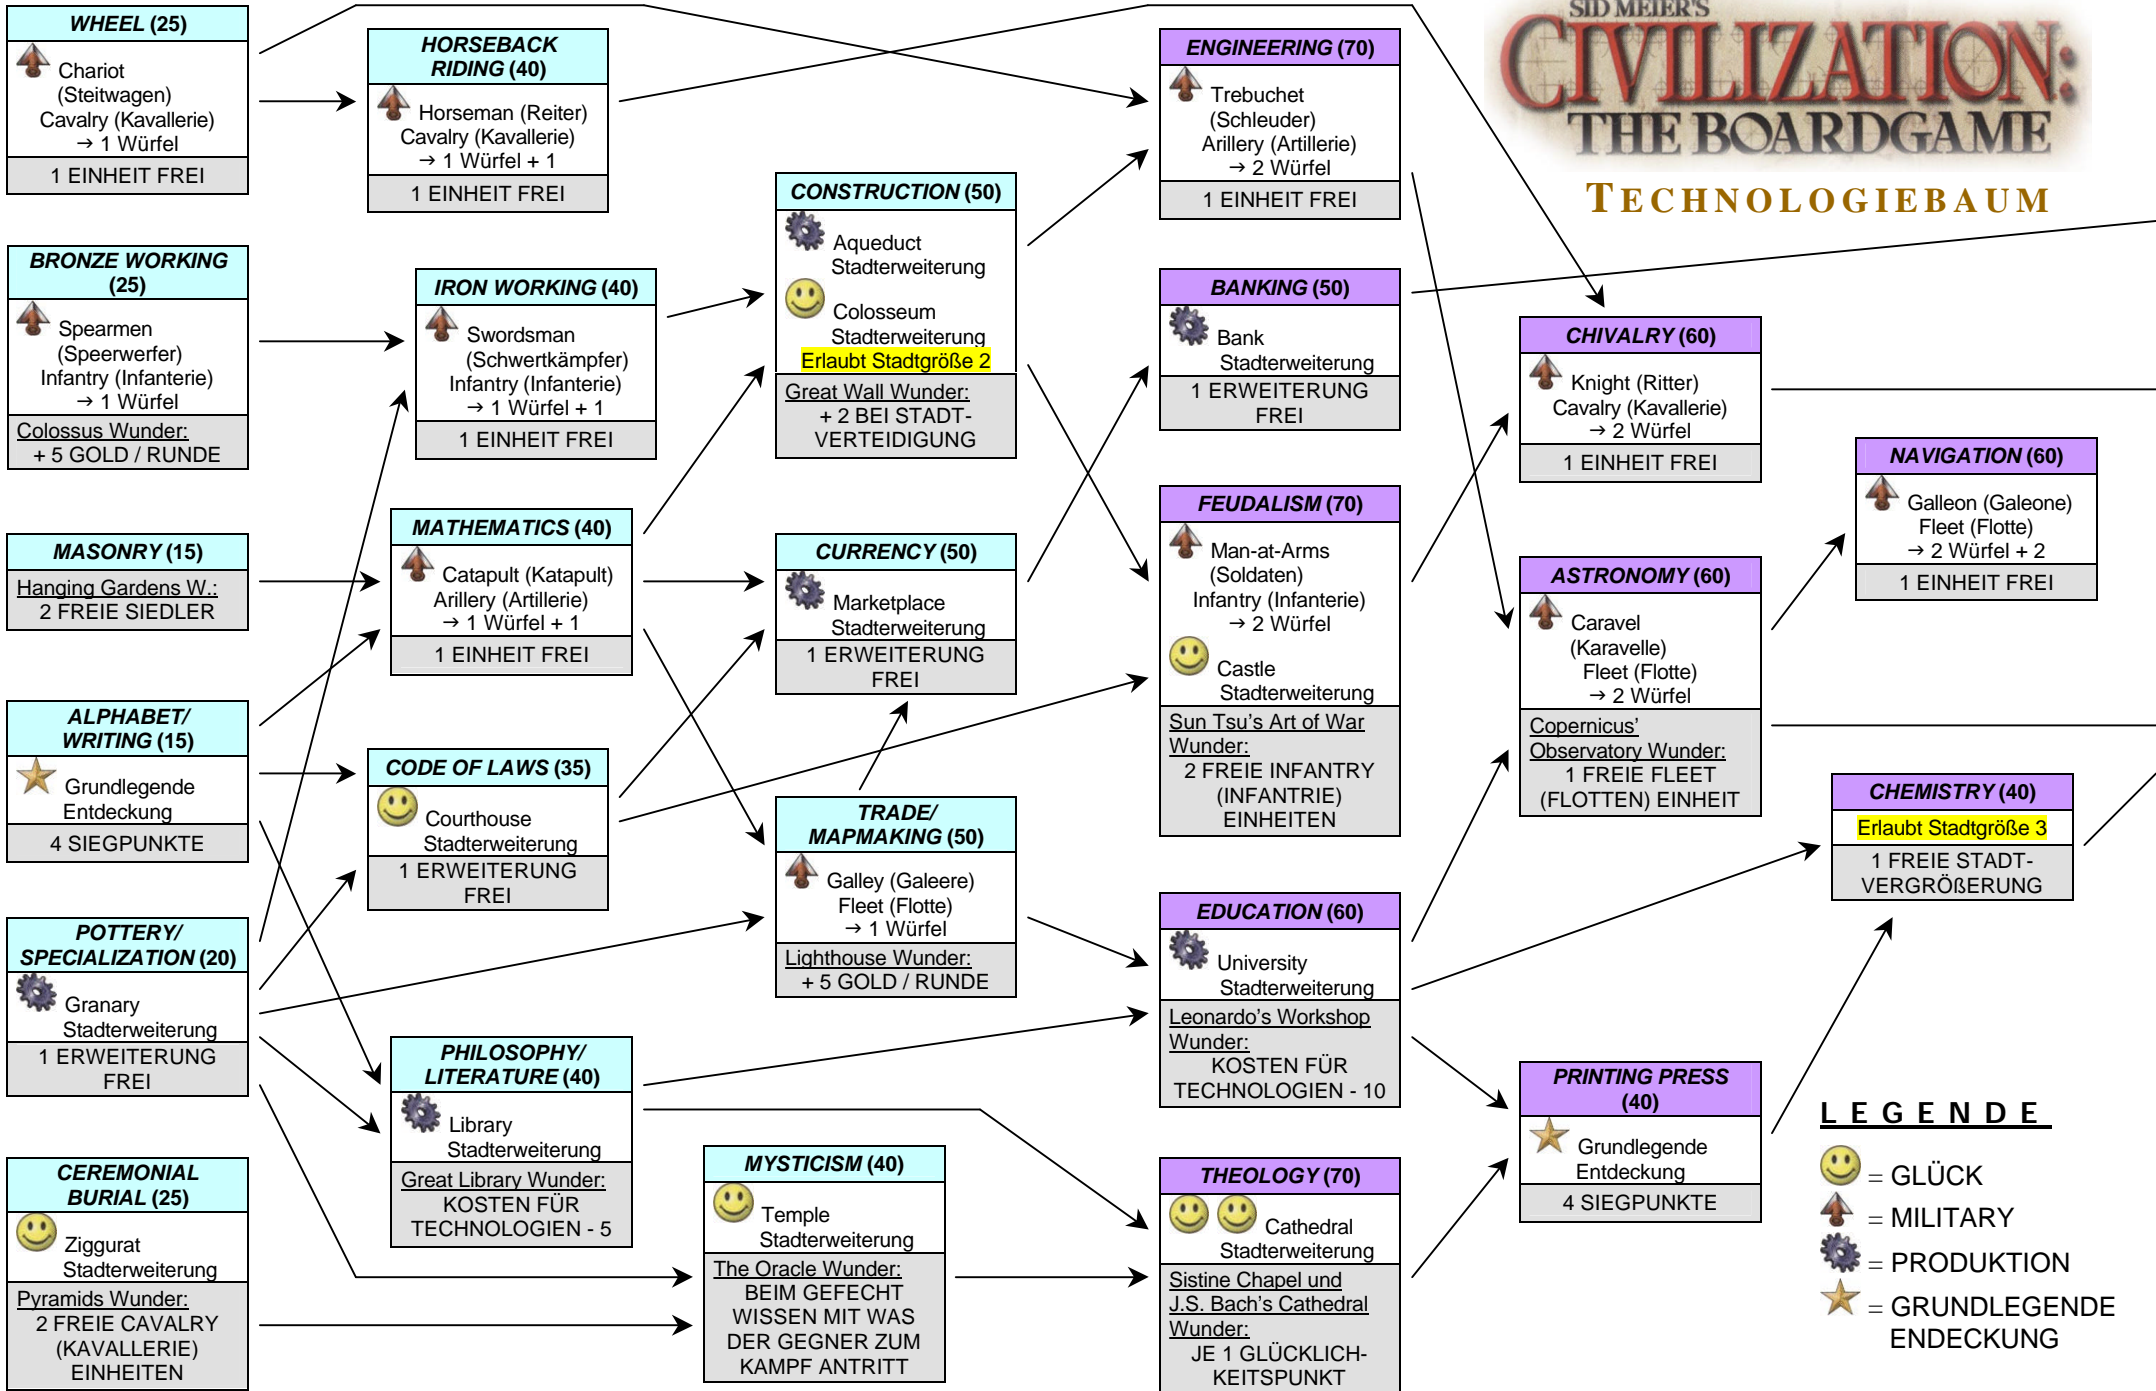 WHEEL (25)
Chariot
(Steitwagen)
Cavalry (Kavallerie)
→ 1 Würfel
1 EINHEIT FREI
BRONZE WORKING
(25)
Spearmen
(Speerwerfer)
Infantry (Infanterie)
→ 1 Würfel
Colossus Wunder:
+ 5 GOLD / RUNDE
MASONRY (15)
Hanging Gardens W.:
2 FREIE SIEDLER
ALPHABET/
WRITING (15)
Grundlegende
Entdeckung
4 SIEGPUNKTE
POTTERY/
SPECIALIZATION (20)
Granary
Stadterweiterung
1 ERWEITERUNG
FREI
CEREMONIAL
BURIAL (25)
Ziggurat
Stadterweiterung
Pyramids Wunder:
2 FREIE CAVALRY
(KAVALLERIE)
EINHEITEN
HORSEBACK
RIDING (40)
Horseman (Reiter)
Cavalry (Kavallerie)
→ 1 Würfel + 1
1 EINHEIT FREI
IRON WORKING (40)
Swordsman
(Schwertkämpfer)
Infantry (Infanterie)
→ 1 Würfel + 1
1 EINHEIT FREI
MATHEMATICS (40)
Catapult (Katapult)
Arillery (Artillerie)
→ 1 Würfel + 1
1 EINHEIT FREI
CODE OF LAWS (35)
Courthouse
Stadterweiterung
1 ERWEITERUNG
FREI
PHILOSOPHY/
LITERATURE (40)
Library
Stadterweiterung
Great Library Wunder:
KOSTEN FÜR
TECHNOLOGIEN - 5
CONSTRUCTION (50)
Aqueduct
Stadterweiterung
Colosseum
Stadterweiterung
Erlaubt Stadtgröße 2
Great Wall Wunder:
+ 2 BEI STADT-
VERTEIDIGUNG
CURRENCY (50)
Marketplace
Stadterweiterung
1 ERWEITERUNG
FREI
TRADE/
MAPMAKING (50)
Galley (Galeere)
Fleet (Flotte)
→ 1 Würfel
Lighthouse Wunder:
+ 5 GOLD / RUNDE
MYSTICISM (40)
Temple
Stadterweiterung
The Oracle Wunder:
BEIM GEFECHT
WISSEN MIT WAS
DER GEGNER ZUM
KAMPF ANTRITT
ENGINEERING (70)
Trebuchet
(Schleuder)
Arillery (Artillerie)
→ 2 Würfel
1 EINHEIT FREI
BANKING (50)
Bank
Stadterweiterung
1 ERWEITERUNG
FREI
FEUDALISM (70)
Man-at-Arms
(Soldaten)
Infantry (Infanterie)
→ 2 Würfel
Castle
Stadterweiterung
Sun Tsu's Art of War
Wunder:
2 FREIE INFANTRY
(INFANTRIE)
EINHEITEN
EDUCATION (60)
University
Stadterweiterung
Leonardo's Workshop
Wunder:
KOSTEN FÜR
TECHNOLOGIEN - 10
THEOLOGY (70)
Cathedral
Stadterweiterung
Sistine Chapel und
J.S. Bach's Cathedral
Wunder:
JE 1 GLÜCKLICH-
KEITSPUNKT
SID MEIER'S
CIVILIZATION:
THE BOARDGAME
TECHNOLOGIEBAUM
CHIVALRY (60)
Knight (Ritter)
Cavalry (Kavallerie)
→ 2 Würfel
1 EINHEIT FREI
ASTRONOMY (60)
Caravel
(Karavelle)
Fleet (Flotte)
→ 2 Würfel
Copernicus'
Observatory Wunder:
1 FREIE FLEET
(FLOTTEN) EINHEIT
PRINTING PRESS
(40)
Grundlegende
Entdeckung
4 SIEGPUNKTE
NAVIGATION (60)
Galleon (Galeone)
Fleet (Flotte)
→ 2 Würfel + 2
1 EINHEIT FREI
CHEMISTRY (40)
Erlaubt Stadtgröße 3
1 FREIE STADT-
VERGRÖßERUNG
LEGENDE
= GLÜCK
= MILITARY
= PRODUKTION
= GRUNDLEGENDE
ENDECKUNG